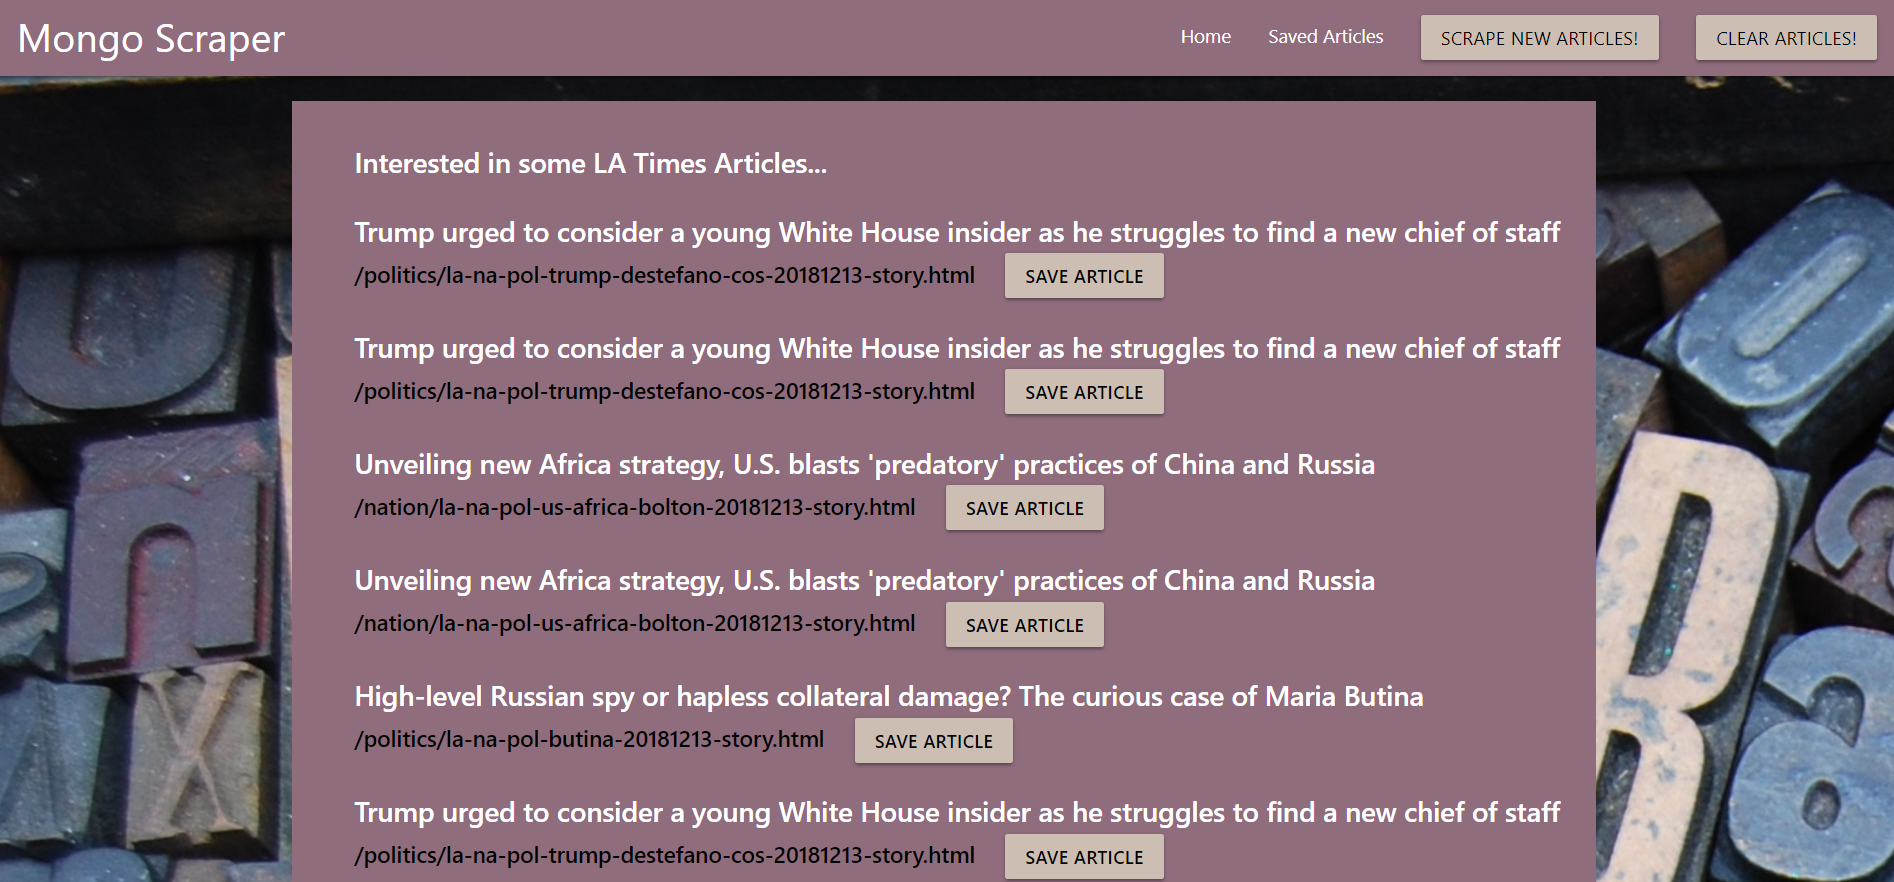 Mongo Scraper
Home
Saved Articles
SCRAPE NEW ARTICLES!
CLEAR ARTICLES!
Interested in some LA Times Articles...
Trump urged to consider a young White House insider as he struggles to find a new chief of staff
/politics/la-na-pol-trump-destefano-cos-20181213-story.html
SAVE ARTICLE
Trump urged to consider a young White House insider as he struggles to find a new chief of staff
/politics/la-na-pol-trump-destefano-cos-20181213-story.html
SAVE ARTICLE
Unveiling new Africa strategy, U.S. blasts 'predatory' practices of China and Russia
/nation/la-na-pol-us-africa-bolton-20181213-story.html
SAVE ARTICLE
Unveiling new Africa strategy, U.S. blasts 'predatory' practices of China and Russia
/nation/la-na-pol-us-africa-bolton-20181213-story.html
SAVE ARTICLE
High-level Russian spy or hapless collateral damage? The curious case of Maria Butina
/politics/la-na-pol-butina-20181213-story.html
SAVE ARTICLE
Trump urged to consider a young White House insider as he struggles to find a new chief of staff
/politics/la-na-pol-trump-destefano-cos-20181213-story.html
SAVE ARTICLE